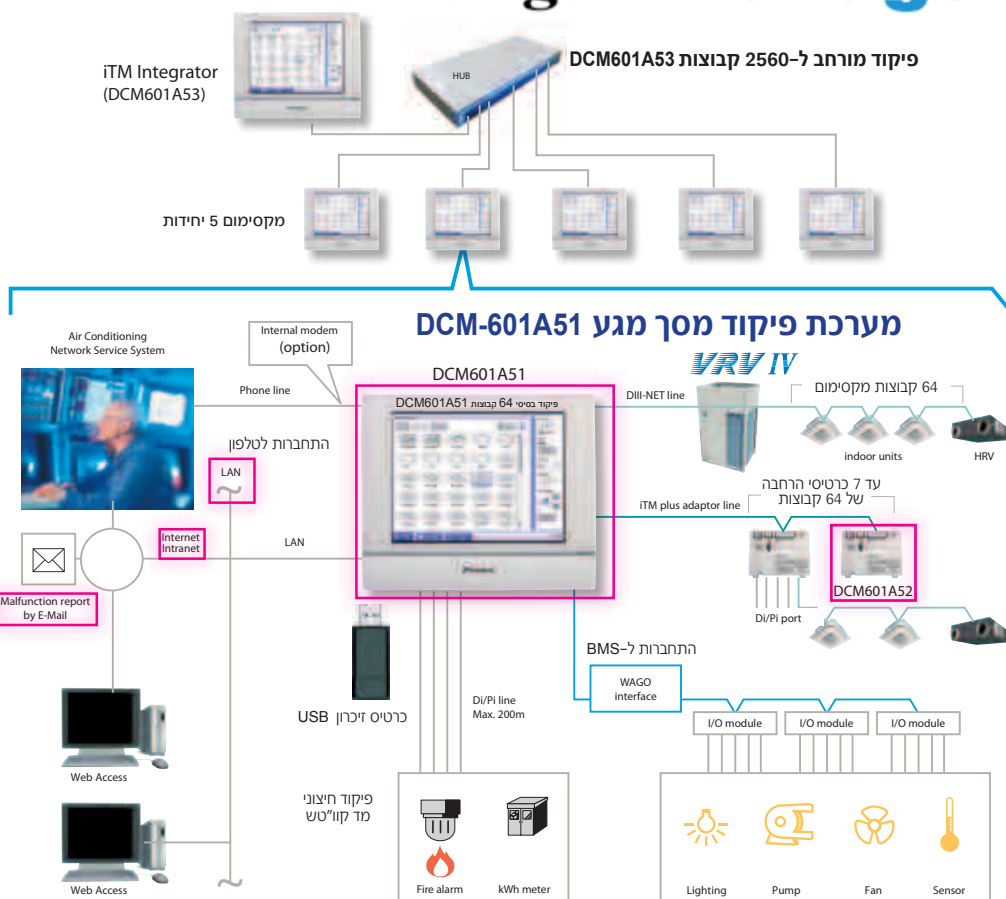 iTM Integrator
(DCM601A53)
HUB
פיקוד מורחב ל-2560 קבוצות DCM601A53
מקסימום 5 יחידות
מערכת פיקוד מסך מגע DCM-601A51
Air Conditioning
Network Service System
Internal modem
(option)
Phone line
DCM601A51
פיקוד בסיסי 64 קבוצות DCM601A51
VRV IV
DIII-NET line
64 קבוצות מקסימום
indoor units
HRV
התחברות לטלפון
LAN
עד 7 כרטיסי הרחבה
של 64 קבוצות
iTM plus adaptor line
DCM601A52
Di/Pi port
Internet
Intranet
LAN
Malfunction report
by E-Mail
התחברות ל-BMS
WAGO
interface
כרטיס זיכרון USB
Di/Pi line
Max. 200m
I/O module
I/O module
I/O module
Web Access
פיקוד חיצוני
מד קוו"טש
Fire alarm
kWh meter
Lighting
Pump
Fan
Sensor
Web Access